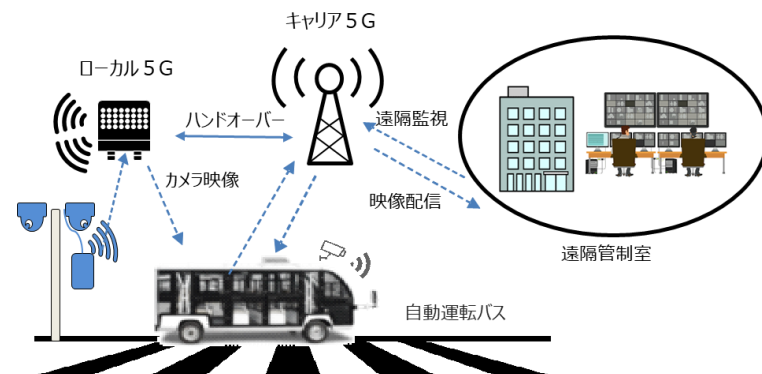 キャリア５G
ローカル５G
ハンドオーバー
遠隔監視
カメラ映像
映像配信
遠隔管制室
自動運転バス